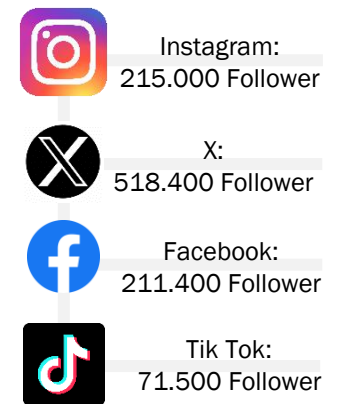 Instagram:
215.000 Follower
X:
518.400 Follower
Facebook:
211.400 Follower
Tik Tok:
71.500 Follower